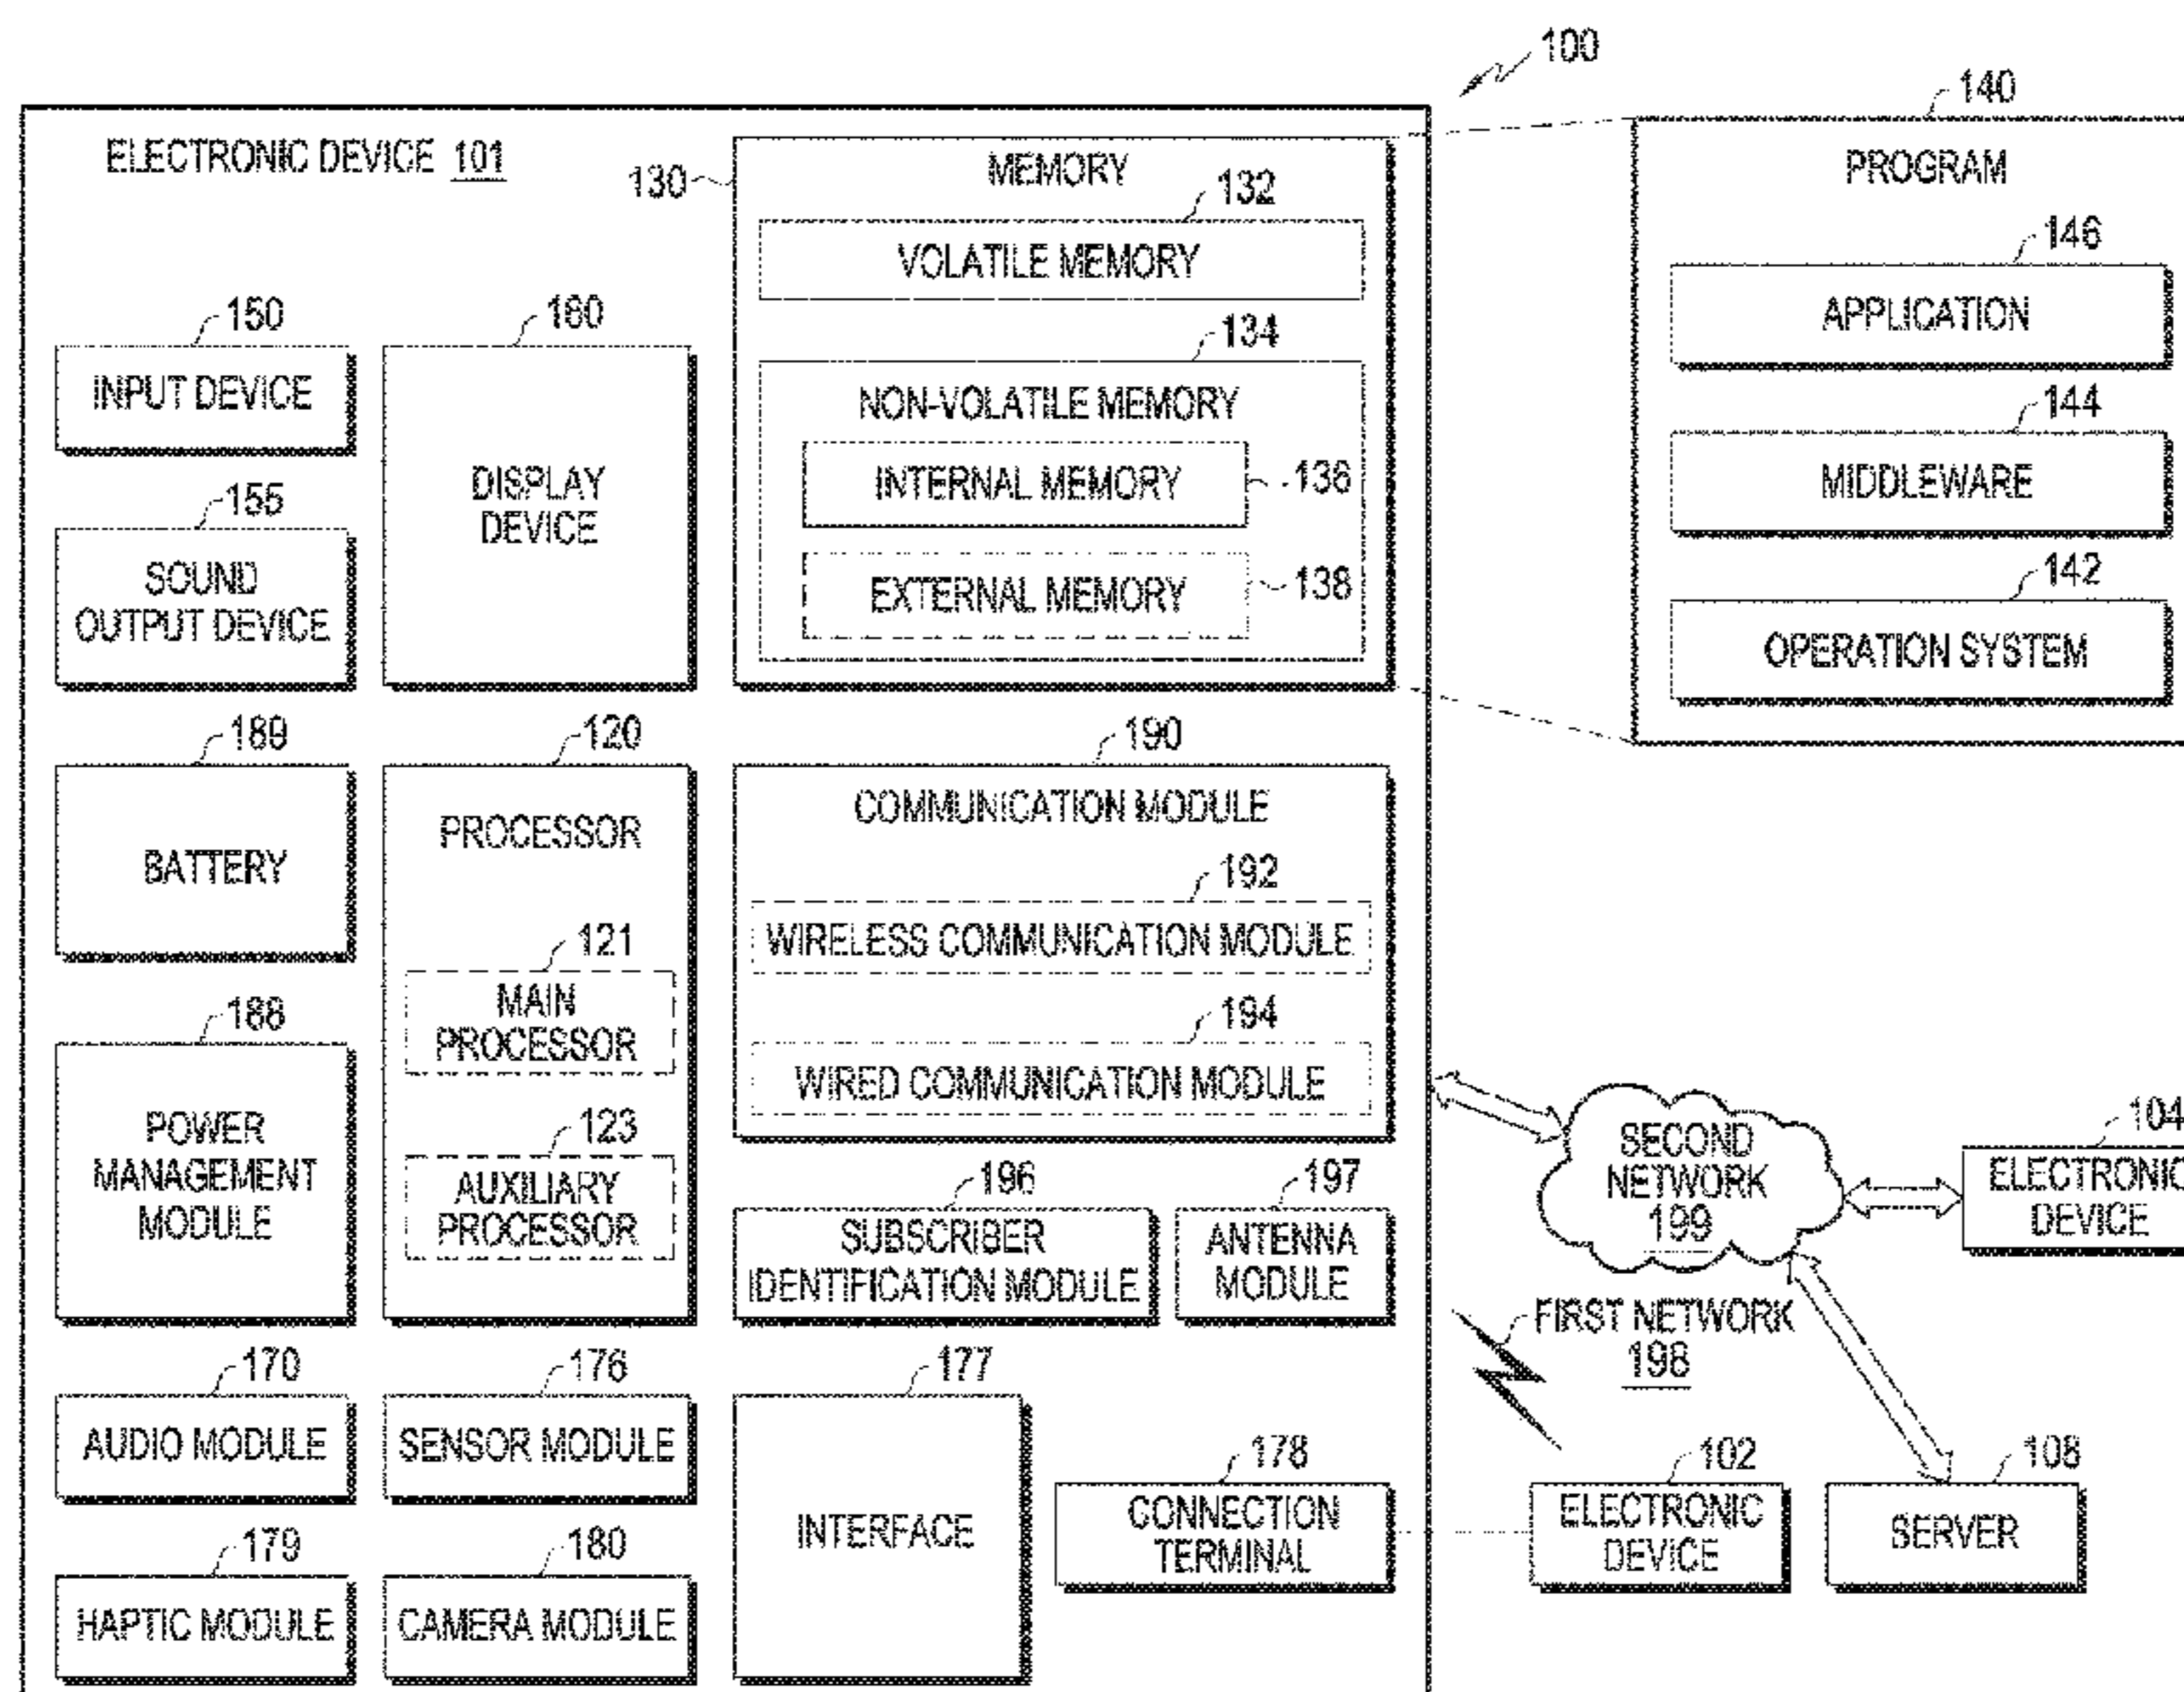 100
ELECTRONIC DEVICE 101
130
MEMORY
132
VOLATILE MEMORY
134
NON-VOLATILE MEMORY
INTERNAL MEMORY
136
EXTERNAL MEMORY
138
140
PROGRAM
146
APPLICATION
144
MIDDLEWARE
142
OPERATION SYSTEM
150
INPUT DEVICE
155
SOUND
OUTPUT DEVICE
160
DISPLAY
DEVICE
189
BATTERY
188
POWER
MANAGEMENT
MODULE
120
PROCESSOR
121
MAIN
PROCESSOR
123
AUXILIARY
PROCESSOR
190
COMMUNICATION MODULE
192
WIRELESS COMMUNICATION MODULE
194
WIRED COMMUNICATION MODULE
196
SUBSCRIBER
IDENTIFICATION MODULE
197
ANTENNA
MODULE
170
AUDIO MODULE
176
SENSOR MODULE
179
HAPTIC MODULE
180
CAMERA MODULE
177
INTERFACE
178
CONNECTION
TERMINAL
SECOND
NETWORK
199
104
ELECTRONIC
DEVICE
FIRST NETWORK
198
102
ELECTRONIC
DEVICE
108
SERVER